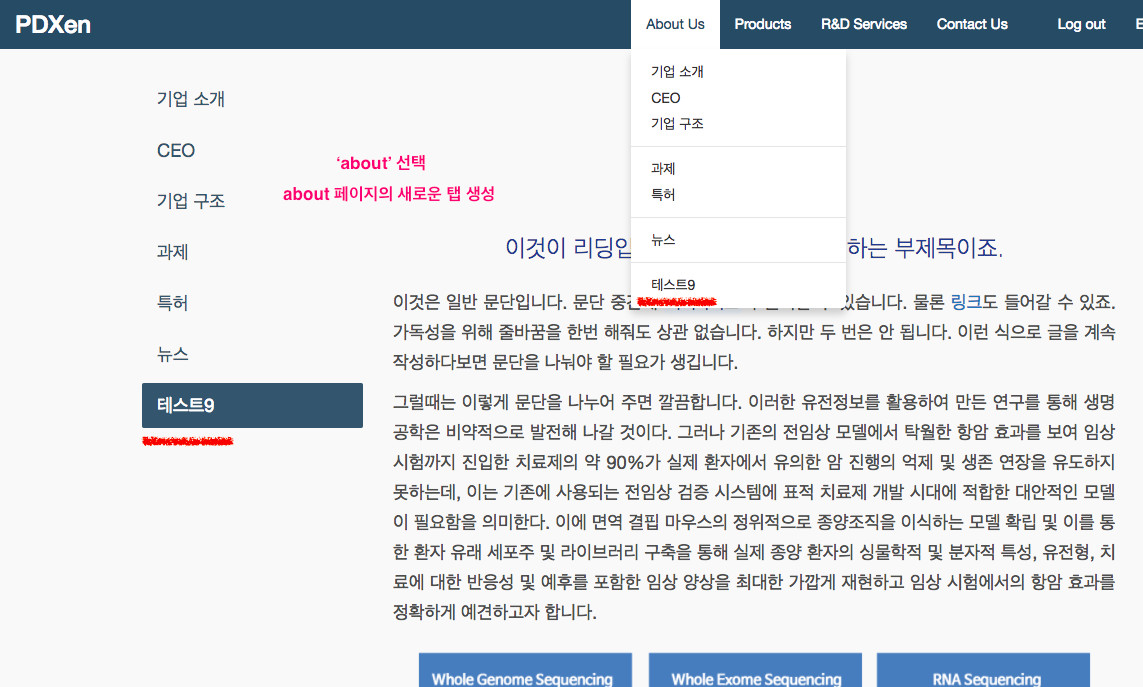 PDXen
About Us
Products
R&D Services
Contact Us
Log out
E
기업 소개
CEO
기업 구조
과제
특허
뉴스
테스트9
기업 소개
CEO
기업 구조
과제
특허
뉴스
테스트9
‘about’ 선택
about 페이지의 새로운 탭 생성
이것이 리딩입 하는 부제목이죠.
이것은 일반 문단입니다. 문단 중간에 있습니다. 물론 링크도 들어갈 수 있죠.
가독성을 위해 줄바꿈을 한번 해줘도 상관 없습니다. 하지만 두 번은 안 됩니다. 이런 식으로 글을 계속
작성하다보면 문단을 나눠야 할 필요가 생깁니다.
그럴때는 이렇게 문단을 나누어 주면 깔끔합니다. 이러한 유전정보를 활용하여 만든 연구를 통해 생명
공학은 비약적으로 발전해 나갈 것이다. 그러나 기존의 전임상 모델에서 탁월한 항암 효과를 보여 임상
시험까지 진입한 치료제의 약 90%가 실제 환자에서 유의한 암 진행의 억제 및 생존 연장을 유도하지
못하는데, 이는 기존에 사용되는 전임상 검증 시스템에 표적 치료제 개발 시대에 적합한 대안적인 모델
이 필요함을 의미한다. 이에 면역 결핍 마우스의 정위적으로 종양조직을 이식하는 모델 확립 및 이를 통
한 환자 유래 세포주 및 라이브러리 구축을 통해 실제 종양 환자의 싱물학적 및 분자적 특성, 유전형, 치
료에 대한 반응성 및 예후를 포함한 임상 양상을 최대한 가깝게 재현하고 임상 시험에서의 항암 효과를
정확하게 예견하고자 합니다.
Whole Genome Sequencing
Whole Exome Sequencing
RNA Sequencing